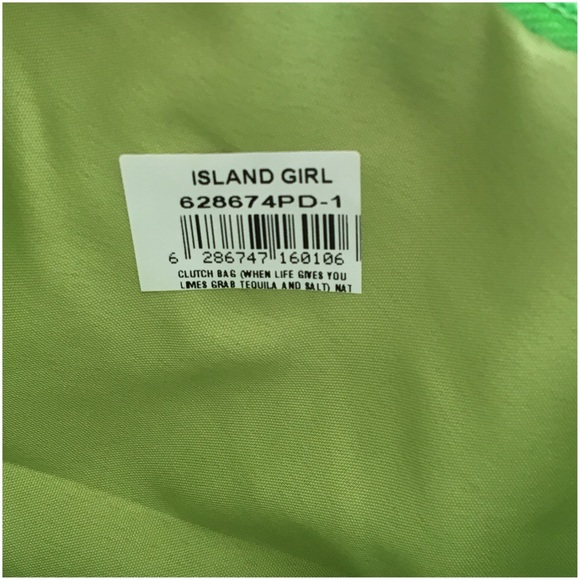 ISLAND GIRL
628674PD-1
6 286747 160106
CLUTCH BAG (WHEN LIFE GIVES YOU
LIMES GRAB TEQUILA AND SALT) NAT